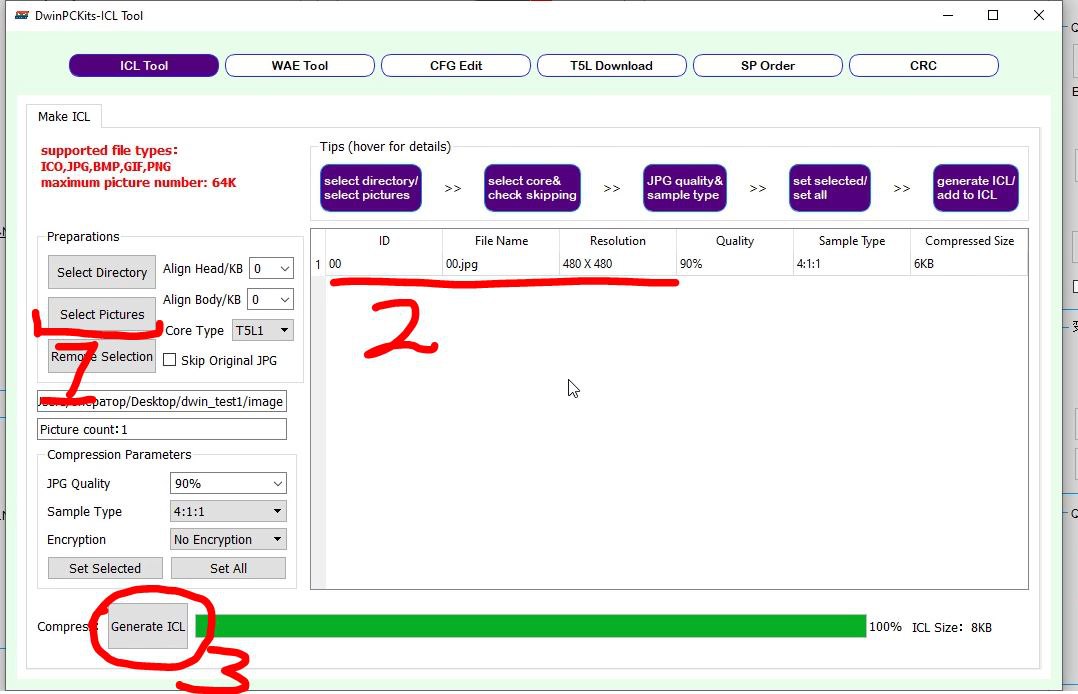 DwinPCKits-ICL Tool
ICL Tool
WAE Tool
CFG Edit
T5L Download
SP Order
CRC
Make ICL
supported file types:
ICO,JPG,BMP,GIF,PNG
maximum picture number: 64K
Tips (hover for details)
select directory/
select pictures
>>
select core&
check skipping
>>
JPG quality&
sample type
>>
set selected/
set all
>>
generate ICL/
add to ICL
Preparations
Select Directory
Align Head/KB 0
Select Pictures
Align Body/KB 0
Core Type T5L1
Remove Selection
Skip Original JPG
1
/Desktop/dwin_test1/image
Picture count:1
ID File Name Resolution Quality Sample Type Compressed Size
1 00 00.jpg 480 X 480 90% 4:1:1 6KB
2
Compression Parameters
JPG Quality 90%
Sample Type 4:1:1
Encryption No Encryption
Set Selected
Set All
Generate ICL
100% ICL Size: 8KB
3